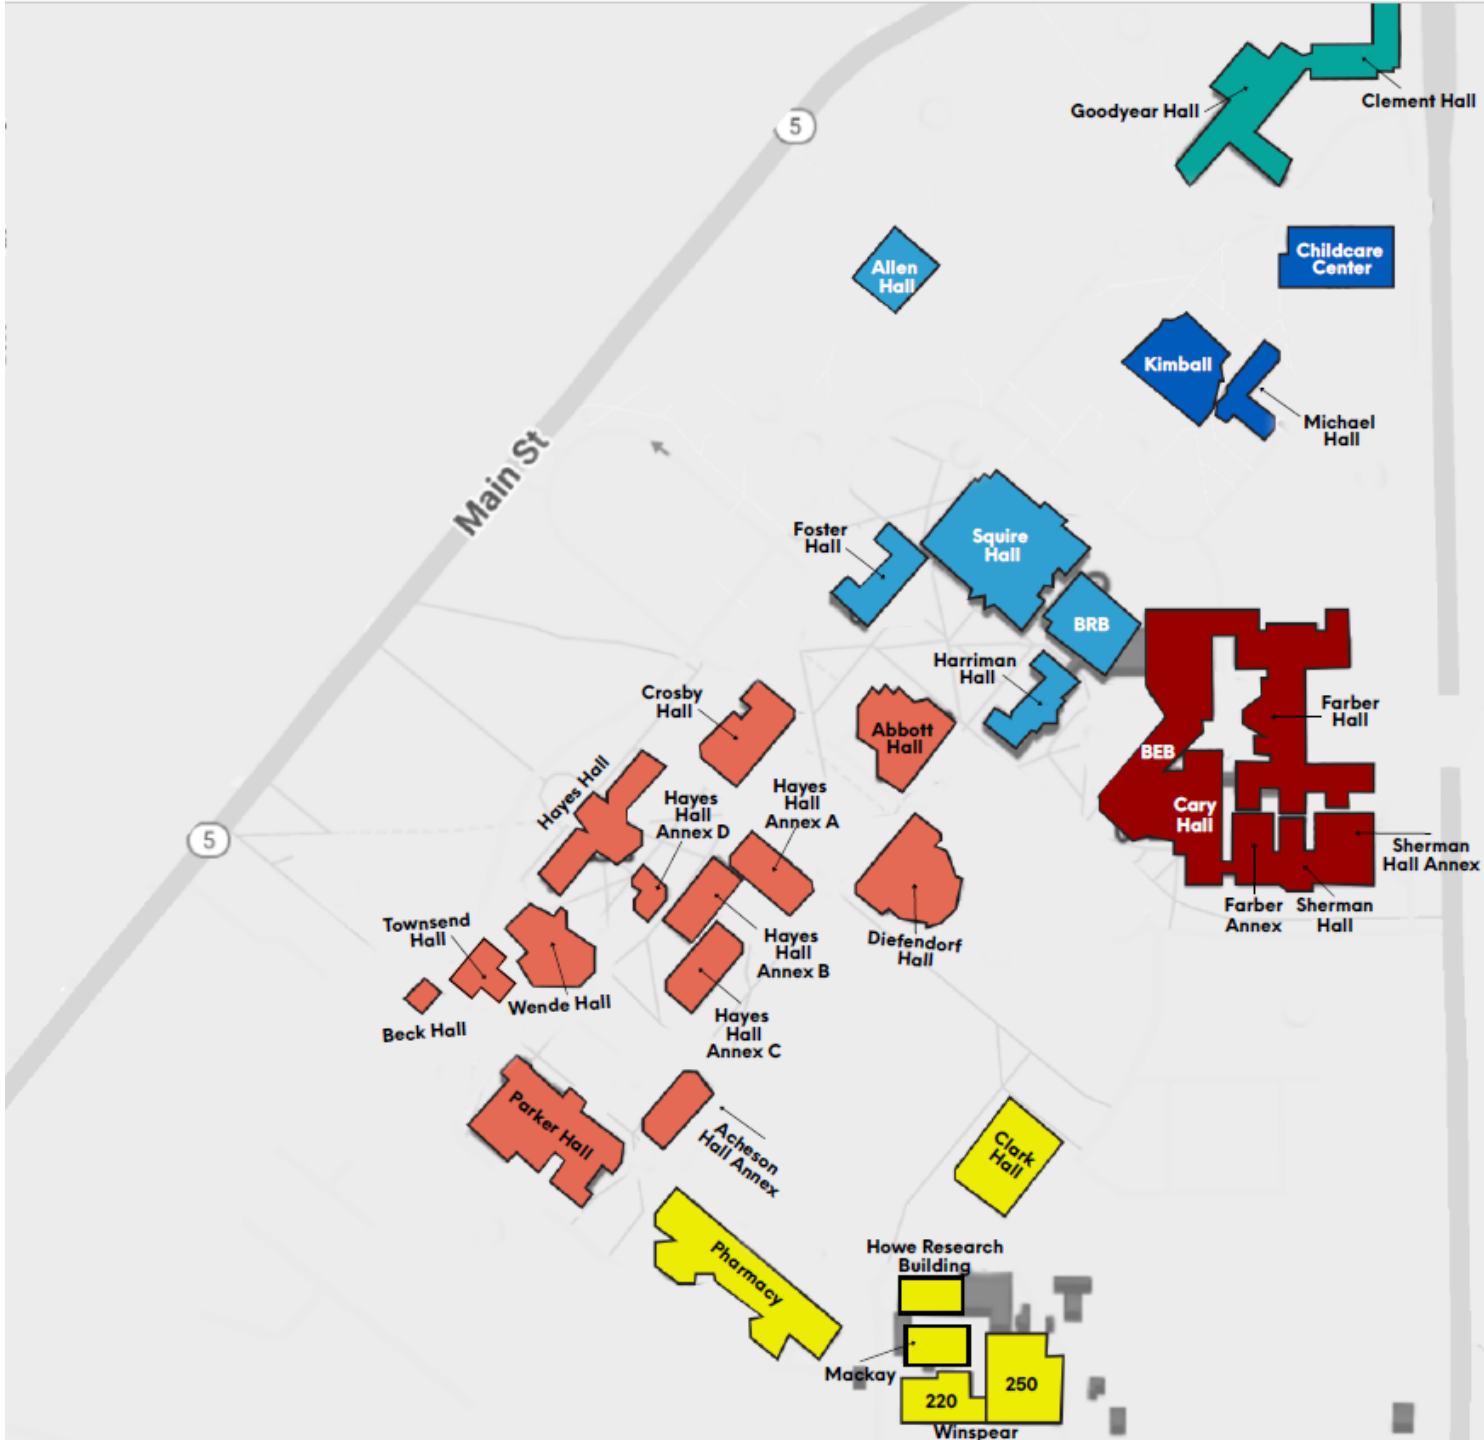 5
Goodyear Hall
Clement Hall
Allen
Hall
Childcare
Center
Kimball
Michael
Hall
Main St
Foster
Hall
Squire
Hall
BRB
Harriman
Hall
Crosby
Hall
Abbott
Hall
Farber
Hall
BEB
Cary
Hall
Hayes Hall
Hayes
Hall
Annex D
Hayes
Hall
Annex A
5
Sherman
Hall Annex
Farber
Annex
Sherman
Hall
Townsend
Hall
Hayes
Hall
Annex B
Diefendorf
Hall
Wende Hall
Beck Hall
Hayes
Hall
Annex C
Parker Hall
Acheson
Hall Annex
Clark
Hall
Pharmacy
Howe Research
Building
Mackay
220
250
Winspear